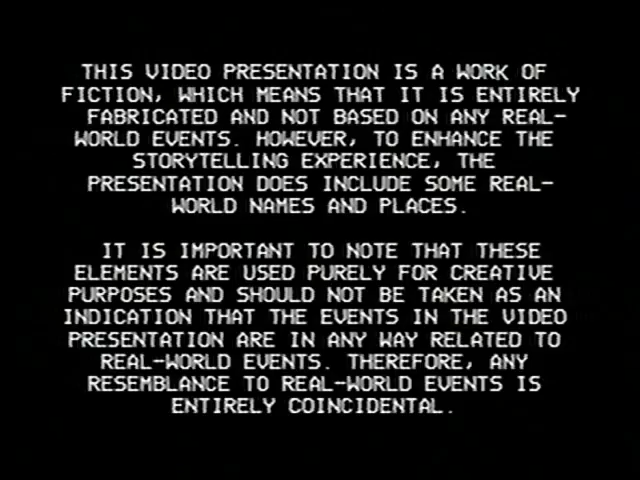 THIS VIDEO PRESENTATION IS A WORK OF
FICTION, WHICH MEANS THAT IT IS ENTIRELY
FABRICATED AND NOT BASED ON ANY REAL-
WORLD EVENTS. HOWEVER, TO ENHANCE THE
STORYTELLING EXPERIENCE, THE
PRESENTATION DOES INCLUDE SOME REAL-
WORLD NAMES AND PLACES.
IT IS IMPORTANT TO NOTE THAT THESE
ELEMENTS ARE USED PURELY FOR CREATIVE
PURPOSES AND SHOULD NOT BE TAKEN AS AN
INDICATION THAT THE EVENTS IN THE VIDEO
PRESENTATION ARE IN ANY WAY RELATED TO
REAL-WORLD EVENTS. THEREFORE, ANY
RESEMBLANCE TO REAL-WORLD EVENTS IS
ENTIRELY COINCIDENTAL.